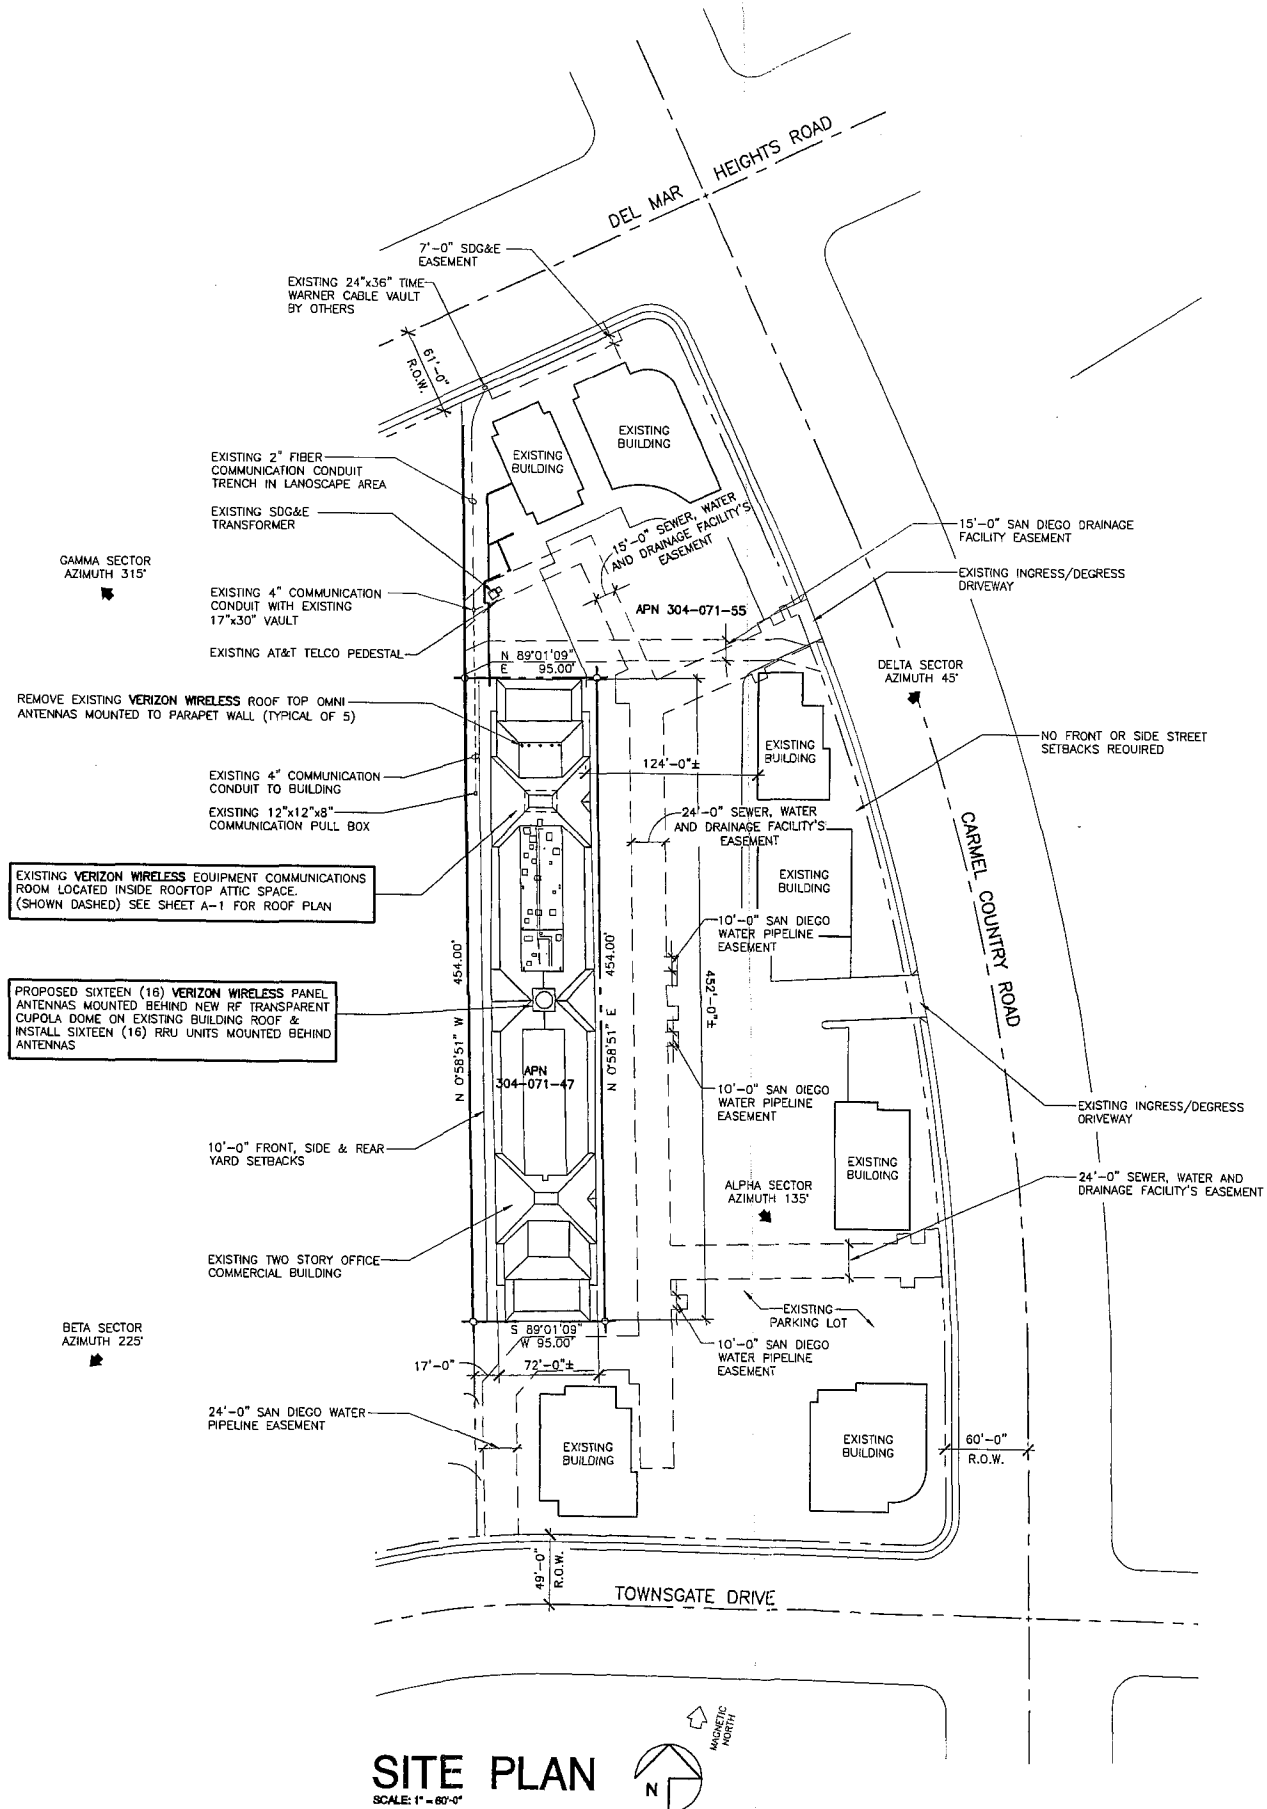 DEL MAR HEIGHTS ROAD
7'-0" SDG&E
EASEMENT
EXISTING 24"x36" TIME
WARNER CABLE VAULT
BY OTHERS
61'-0"
R.O.W.
EXISTING
BUILDING
EXISTING
BUILDING
EXISTING 2" FIBER
COMMUNICATION CONDUIT
TRENCH IN LANDSCAPE AREA
EXISTING SDG&E
TRANSFORMER
15'-0" SEWER, WATER
AND DRAINAGE FACILITY'S
EASEMENT
15'-0" SAN DIEGO DRAINAGE
FACILITY EASEMENT
GAMMA SECTOR
AZIMUTH 315°
EXISTING INGRESS/DEGRESS
DRIVEWAY
EXISTING 4" COMMUNICATION
CONDUIT WITH EXISTING
17"x30" VAULT
APN 304-071-55
EXISTING AT&T TELCO PEDESTAL
N 89°01'09"
E 95.00'
DELTA SECTOR
AZIMUTH 45°
REMOVE EXISTING VERIZON WIRELESS ROOF TOP OMNI
ANTENNAS MOUNTED TO PARAPET WALL (TYPICAL OF 5)
NO FRONT OR SIDE STREET
SETBACKS REQUIRED
EXISTING
BUILDING
124'-0"±
EXISTING 4" COMMUNICATION
CONDUIT TO BUILDING
EXISTING 12"x12"x8"
COMMUNICATION PULL BOX
24'-0" SEWER, WATER
AND DRAINAGE FACILITY'S
EASEMENT
CARMEL COUNTRY ROAD
EXISTING VERIZON WIRELESS EQUIPMENT COMMUNICATIONS
ROOM LOCATED INSIDE ROOFTOP ATTIC SPACE.
(SHOWN DASHED) SEE SHEET A-1 FOR ROOF PLAN
EXISTING
BUILDING
10'-0" SAN DIEGO
WATER PIPELINE
EASEMENT
N 0°58'51" W 454.00'
N 0°58'51" E 454.00'
452'-0"±
PROPOSED SIXTEEN (16) VERIZON WIRELESS PANEL
ANTENNAS MOUNTED BEHIND NEW RF TRANSPARENT
CUPOLA DOME ON EXISTING BUILDING ROOF &
INSTALL SIXTEEN (16) RRU UNITS MOUNTED BEHIND
ANTENNAS
APN
304-071-47
10'-0" SAN DIEGO
WATER PIPELINE
EASEMENT
EXISTING INGRESS/DEGRESS
DRIVEWAY
10'-0" FRONT, SIDE & REAR
YARD SETBACKS
EXISTING
BUILDING
ALPHA SECTOR
AZIMUTH 135°
24'-0" SEWER, WATER AND
DRAINAGE FACILITY'S EASEMENT
EXISTING TWO STORY OFFICE
COMMERCIAL BUILDING
EXISTING
PARKING LOT
BETA SECTOR
AZIMUTH 225°
S 89°01'09"
W 95.00'
10'-0" SAN DIEGO
WATER PIPELINE
EASEMENT
17'-0"
72'-0"±
24'-0" SAN DIEGO WATER
PIPELINE EASEMENT
EXISTING
BUILDING
EXISTING
BUILDING
60'-0"
R.O.W.
49'-0"
R.O.W.
TOWNSGATE DRIVE
MAGNETIC
NORTH
N
SITE PLAN
SCALE: 1" = 60'-0"